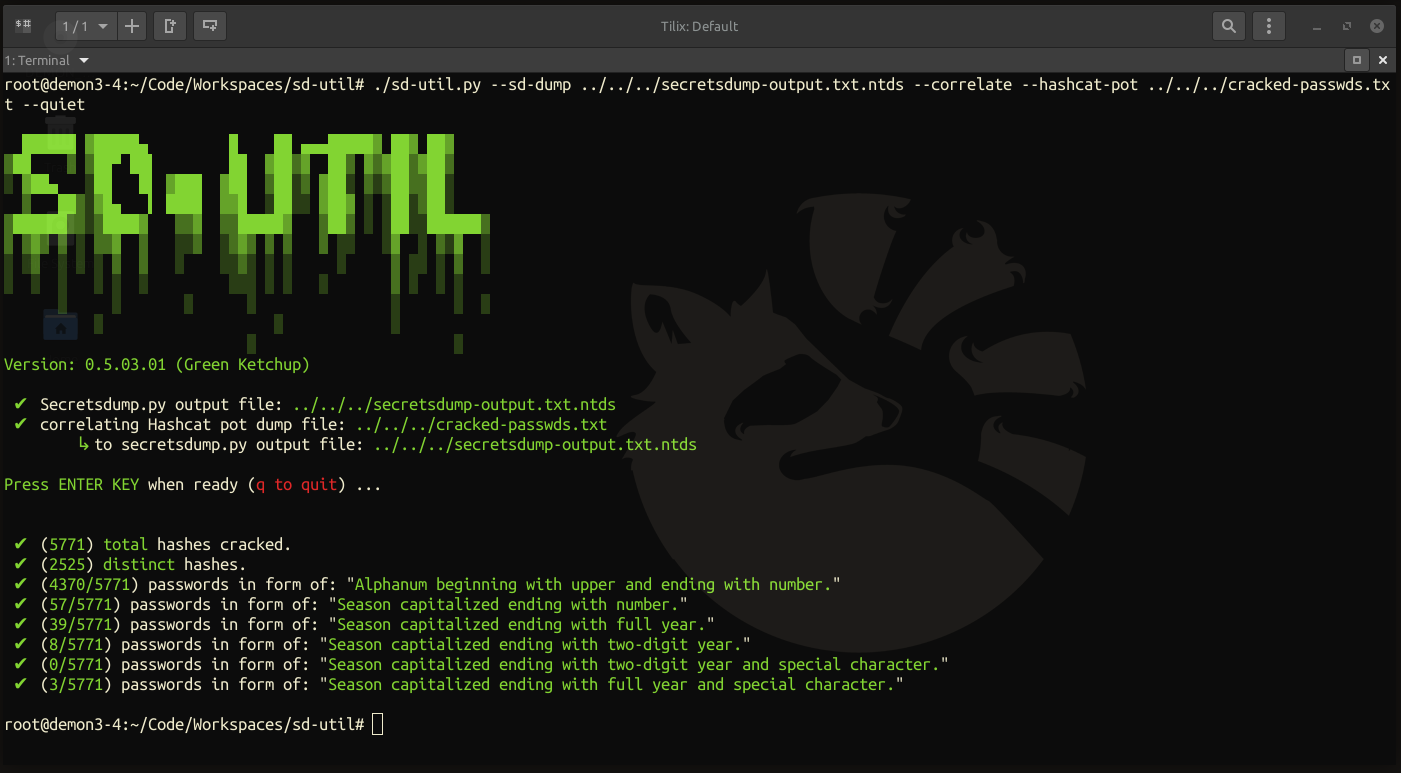 1 / 1
Tilix: Default
1: Terminal
root@demon3-4:~/Code/Workspaces/sd-util# ./sd-util.py --sd-dump ../../../secretsdump-output.txt.ntds --correlate --hashcat-pot ../../../cracked-passwds.tx
t --quiet
SD-UTIL
Version: 0.5.03.01 (Green Ketchup)
✔ Secretsdump.py output file: ../../../secretsdump-output.txt.ntds
✔ correlating Hashcat pot dump file: ../../../cracked-passwds.txt
↳ to secretsdump.py output file: ../../../secretsdump-output.txt.ntds
Press ENTER KEY when ready (q to quit) ...
✔ (5771) total hashes cracked.
✔ (2525) distinct hashes.
✔ (4370/5771) passwords in form of: "Alphanum beginning with upper and ending with number."
✔ (57/5771) passwords in form of: "Season capitalized ending with number."
✔ (39/5771) passwords in form of: "Season capitalized ending with full year."
✔ (8/5771) passwords in form of: "Season captialized ending with two-digit year."
✔ (0/5771) passwords in form of: "Season capitalized ending with two-digit year and special character."
✔ (3/5771) passwords in form of: "Season capitalized ending with full year and special character."
root@demon3-4:~/Code/Workspaces/sd-util#